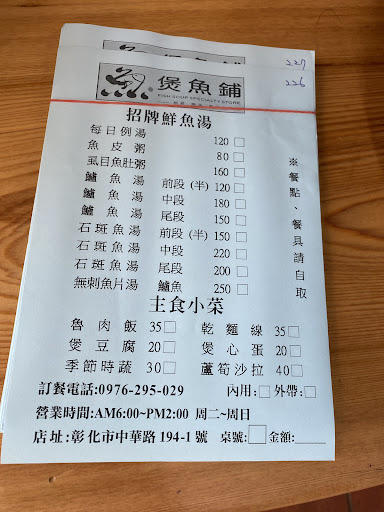 227
226
煲魚鋪
FISH SOUP SPECIALTY STORE
招牌鮮魚湯
每日例湯 120
魚皮粥 80
虱目魚肚粥 160
鱸魚湯 前段(半) 120
鱸魚湯 中段 180
鱸魚湯 尾段 150
石斑魚湯 前段(半) 150
石斑魚湯 中段 220
石斑魚湯 尾段 200
無刺魚片湯 鱸魚 250
※餐點、餐具請自取
主食小菜
魯肉飯 35 乾麵線 35
煲豆腐 20 煲心蛋 20
季節時蔬 30 蘆筍沙拉 40
訂餐電話:0976-295-029 內用: 外帶:
營業時間:AM6:00~PM2:00 周二~周日
店址:彰化市中華路194-1號 桌號: 金額: